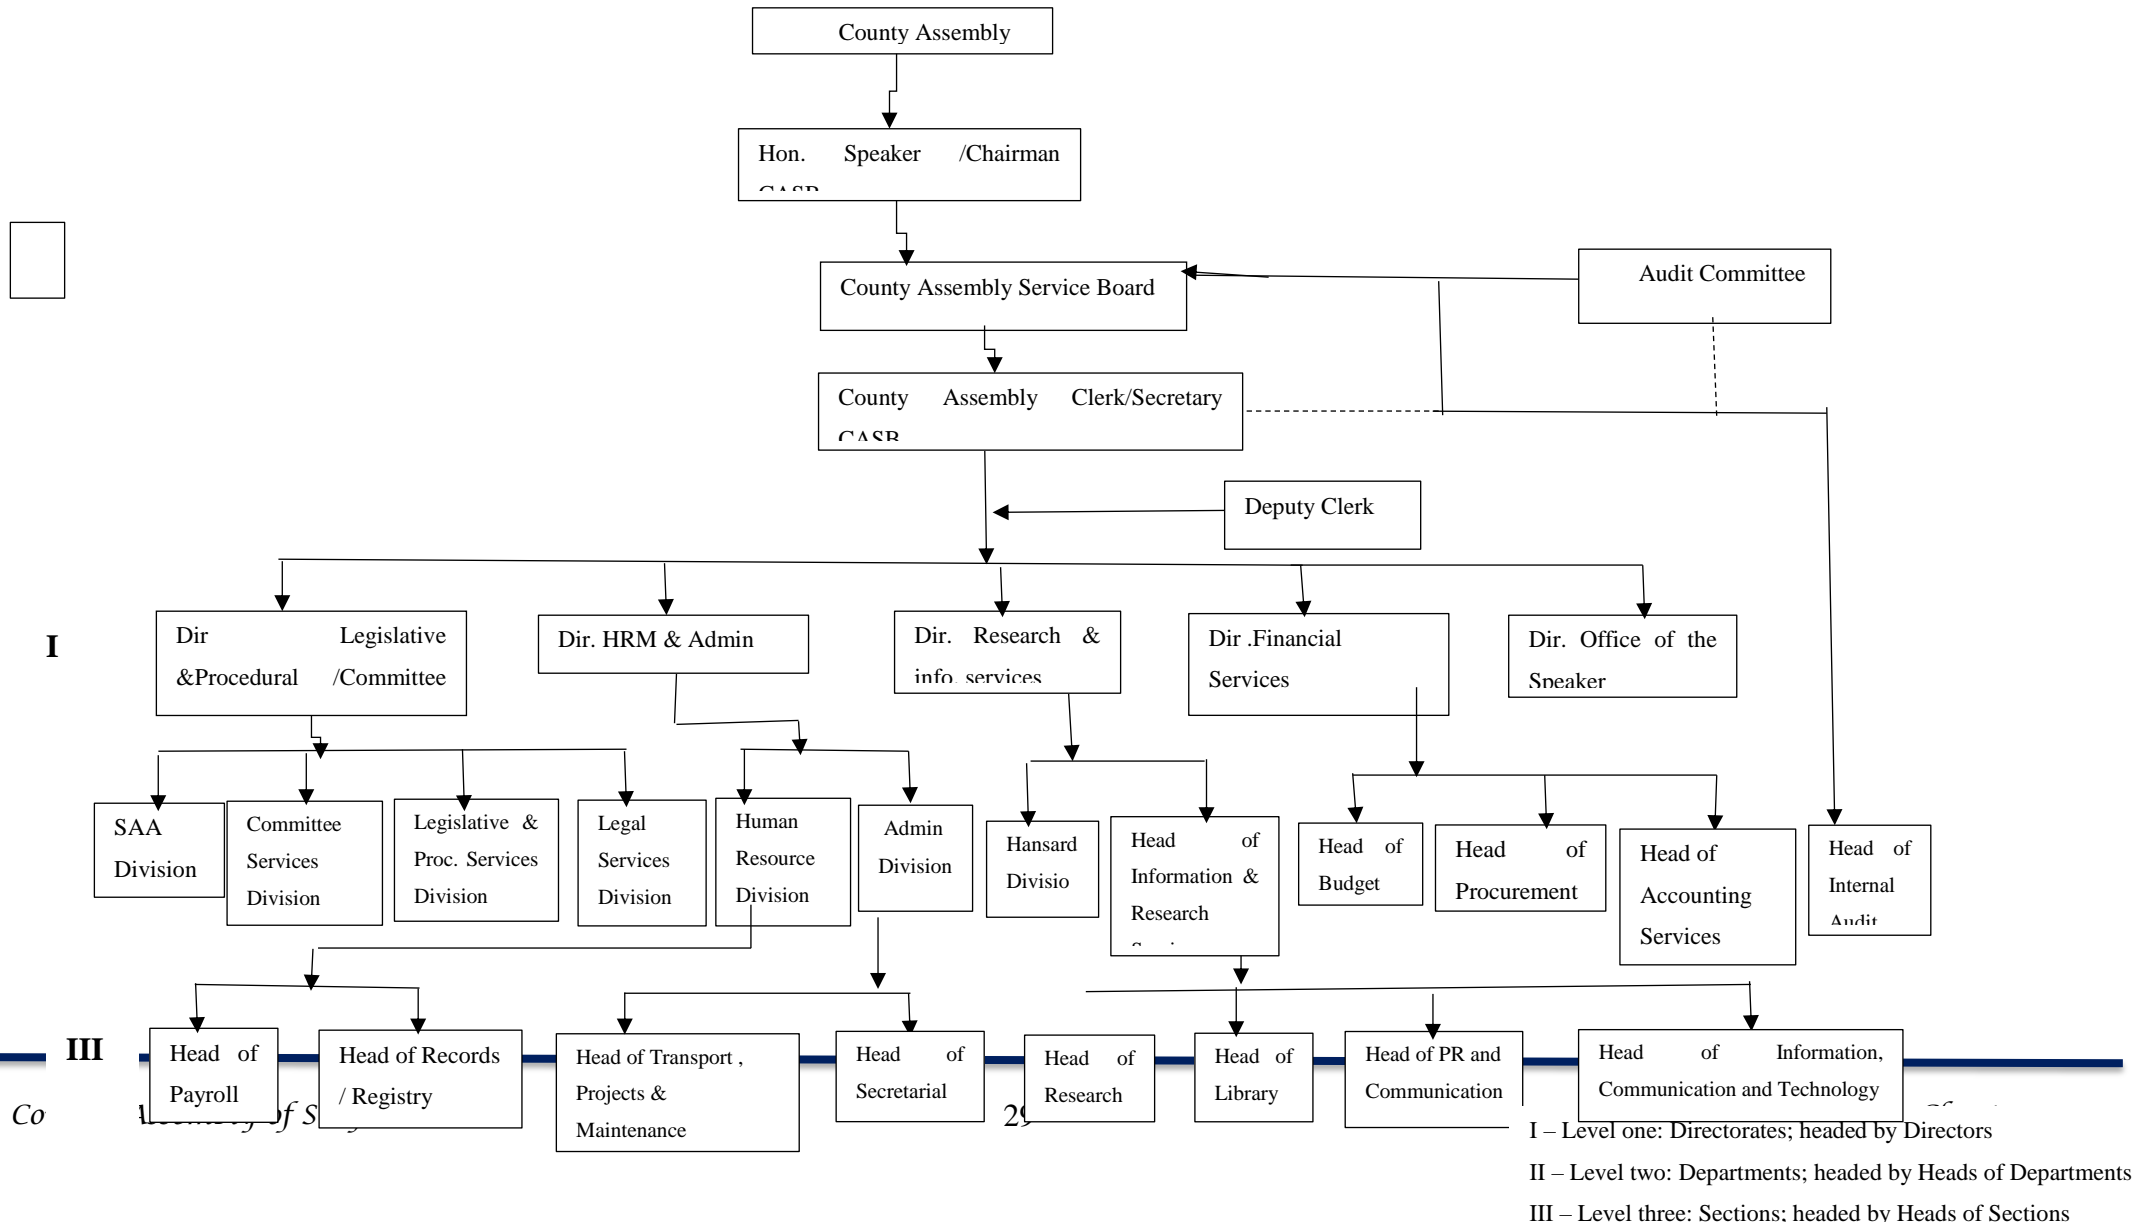 County Assembly
Hon. Speaker /Chairman
CASB
County Assembly Service Board
Audit Committee
County Assembly Clerk/Secretary
CASB
Deputy Clerk
I
Dir Legislative
&Procedural /Committee
Dir. HRM & Admin
Dir. Research &
info. services
Dir .Financial
Services
Dir. Office of the
Speaker
SAA
Division
Committee
Services
Division
Legislative &
Proc. Services
Division
Legal
Services
Division
Human
Resource
Division
Admin
Division
Hansard
Divisio
Head of
Information &
Research
Head of
Budget
Head of
Procurement
Head of
Accounting
Services
Head of
Internal
Audit
III
Head of
Payroll
Head of Records
/ Registry
Head of Transport ,
Projects &
Maintenance
Head of
Secretarial
Head of
Research
Head of
Library
Head of PR and
Communication
Head of Information,
Communication and Technology
Co
of S
29
I – Level one: Directorates; headed by Directors
II – Level two: Departments; headed by Heads of Departments
III – Level three: Sections; headed by Heads of Sections